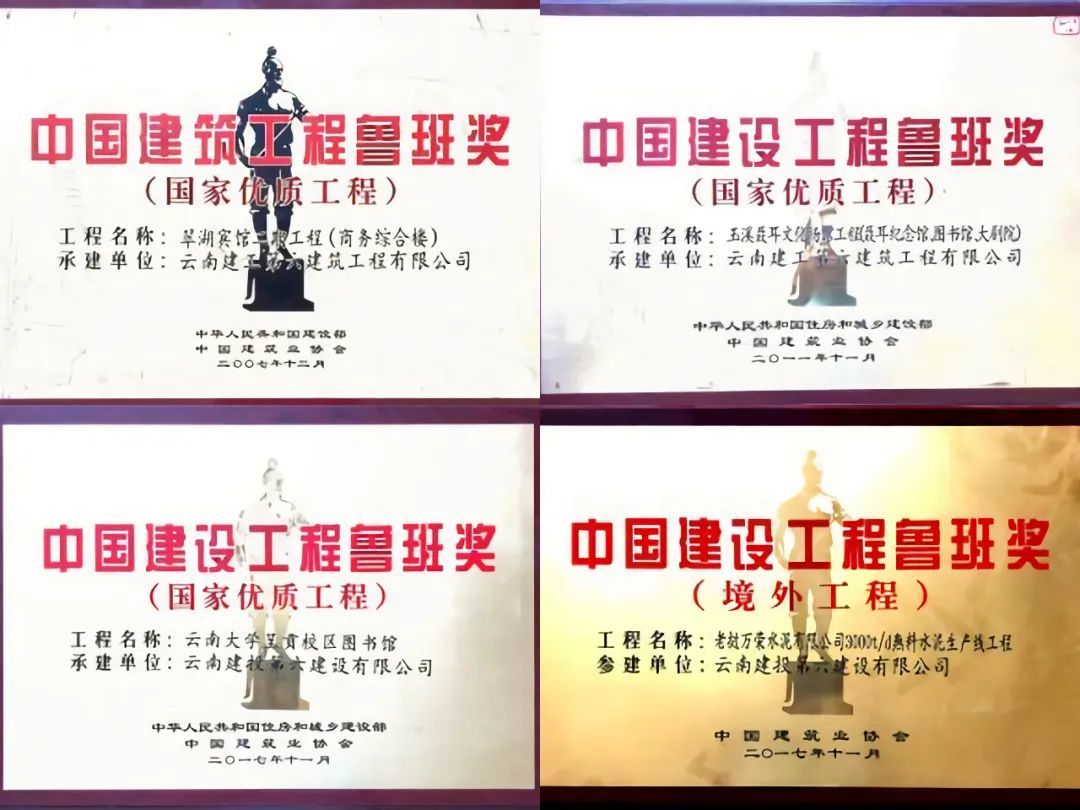 中国建筑工程鲁班奖
（国家优质工程）
工程名称：翠湖宾馆二期工程（商务综合楼）
承建单位：云南建工第六建筑工程有限公司
中华人民共和国建设部
中国建筑业协会
二〇〇七年十二月
中国建设工程鲁班奖
（国家优质工程）
工程名称：玉溪聂耳文化广场工程(聂耳纪念馆,图书馆,大剧院)
承建单位：云南建工第六建筑工程有限公司
中华人民共和国住房和城乡建设部
中国建筑业协会
二〇一一年十一月
中国建设工程鲁班奖
（国家优质工程）
工程名称：云南大学呈贡校区图书馆
承建单位：云南建投第六建设有限公司
中华人民共和国住房和城乡建设部
中国建筑业协会
二〇一七年十一月
中国建设工程鲁班奖
（境外工程）
工程名称：老挝万荣水泥有限公司3000t/d熟料水泥生产线工程
参建单位：云南建投第六建设有限公司
中国建筑业协会
二〇一七年十一月